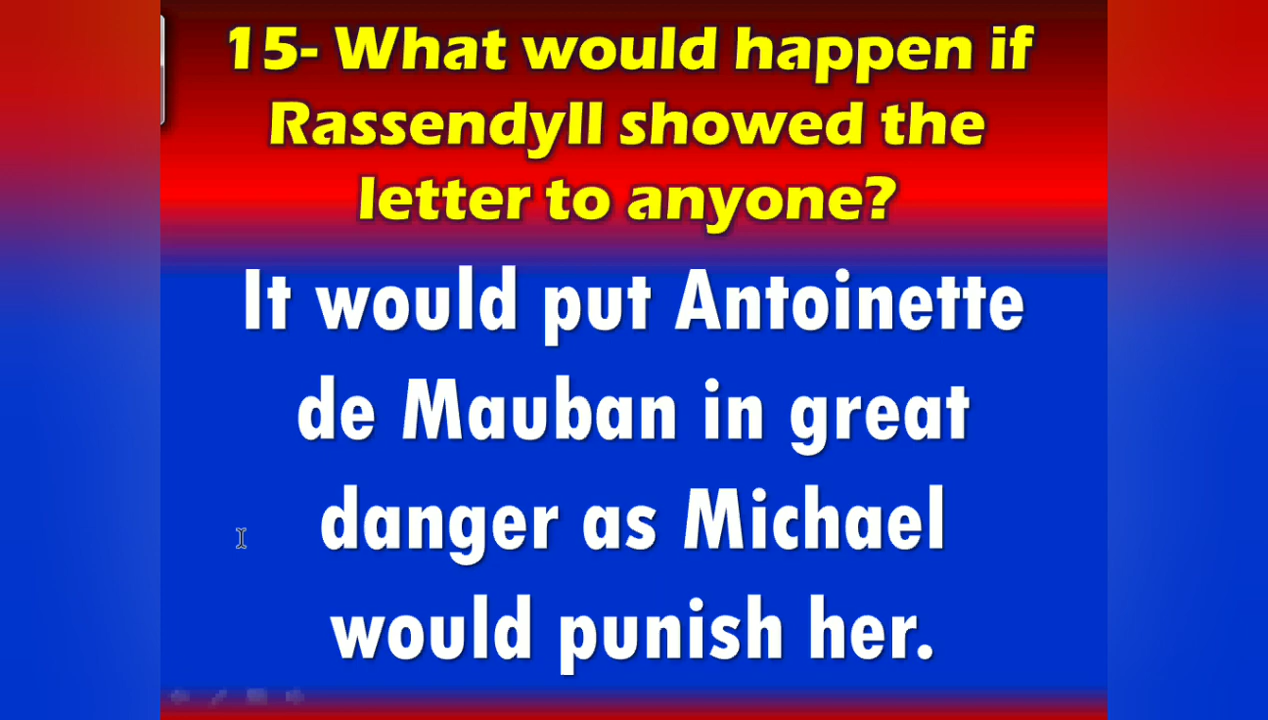 15- What would happen if
Rassendyll showed the
letter to anyone?
It would put Antoinette
de Mauban in great
danger as Michael
would punish her.